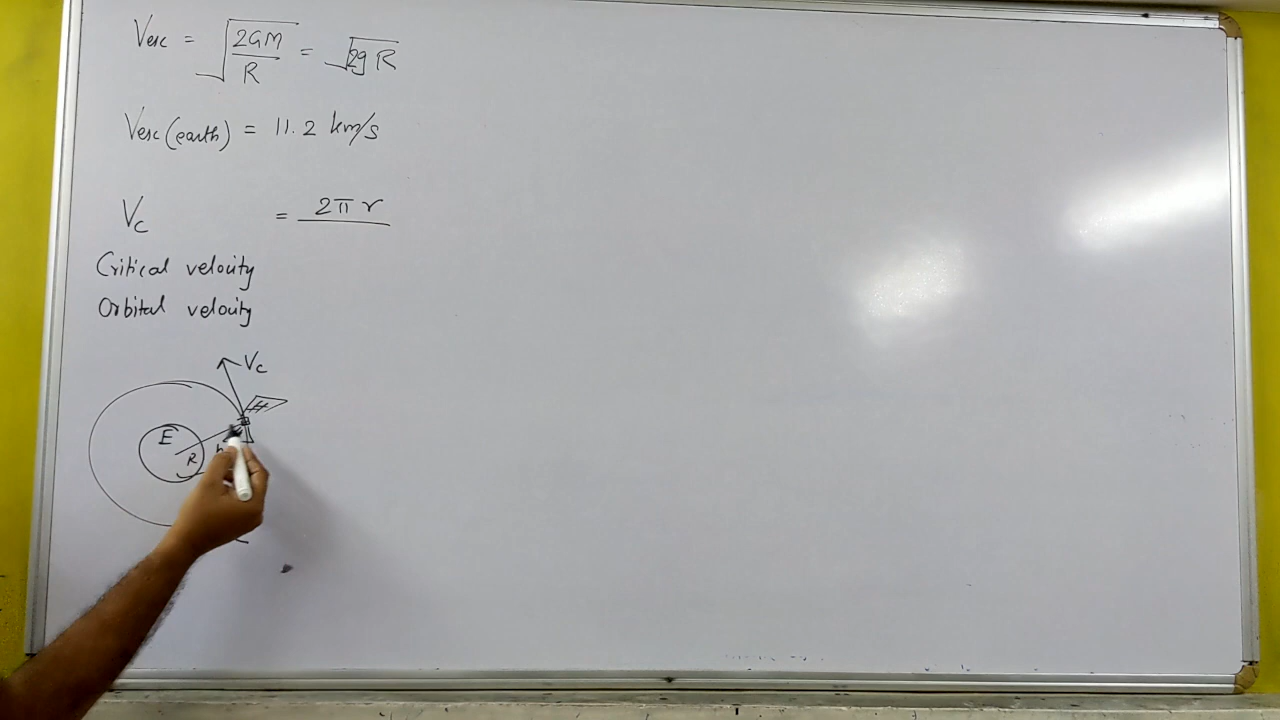 Vesc = √(2GM/R) = √2gR
Vesc(earth) = 11.2 km/s
Vc = 2πr
Critical velocity
Orbital velocity
Vc
E
R
h